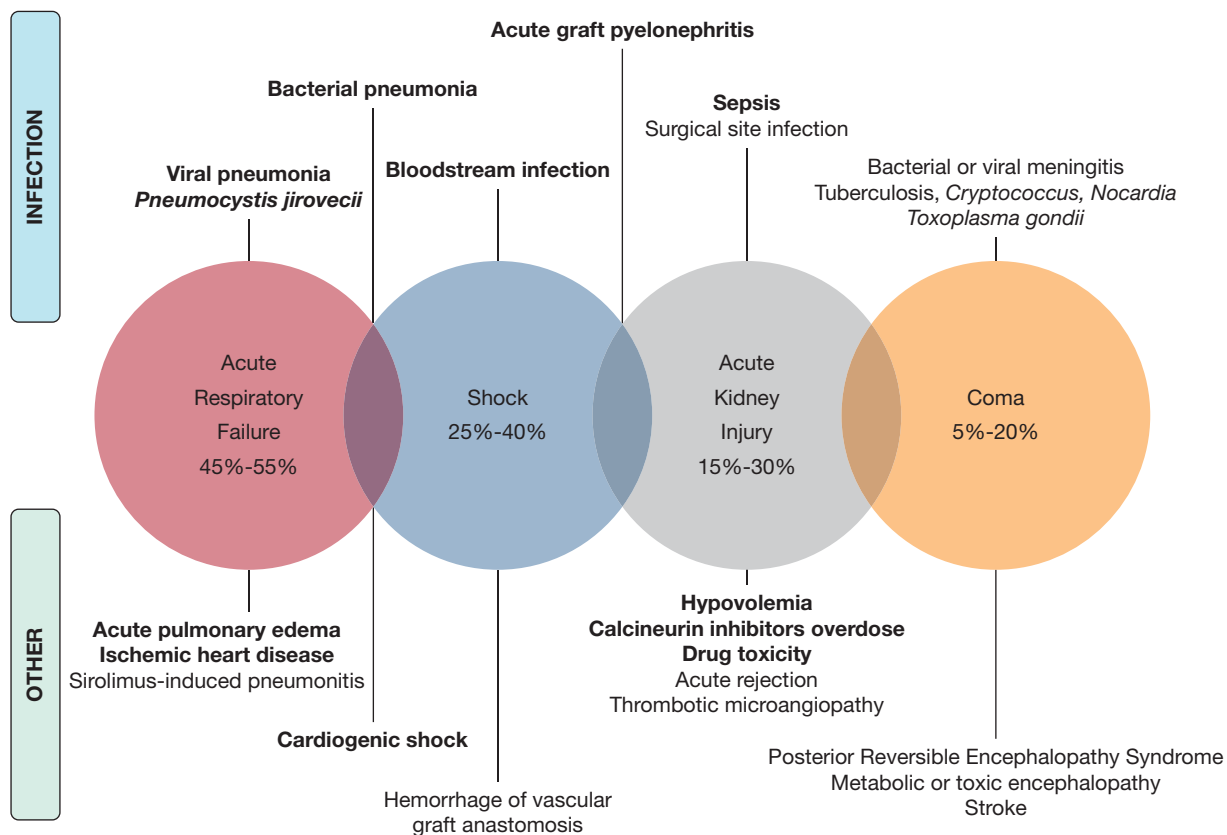 INFECTION
Acute graft pyelonephritis
Bacterial pneumonia
Sepsis
Surgical site infection
Viral pneumonia
Pneumocystis jirovecii
Bloodstream infection
Bacterial or viral meningitis
Tuberculosis, Cryptococcus, Nocardia
Toxoplasma gondii
Acute
Respiratory
Failure
45%-55%
Shock
25%-40%
Acute
Kidney
Injury
15%-30%
Coma
5%-20%
OTHER
Acute pulmonary edema
Ischemic heart disease
Sirolimus-induced pneumonitis
Cardiogenic shock
Hemorrhage of vascular
graft anastomosis
Hypovolemia
Calcineurin inhibitors overdose
Drug toxicity
Acute rejection
Thrombotic microangiopathy
Posterior Reversible Encephalopathy Syndrome
Metabolic or toxic encephalopathy
Stroke